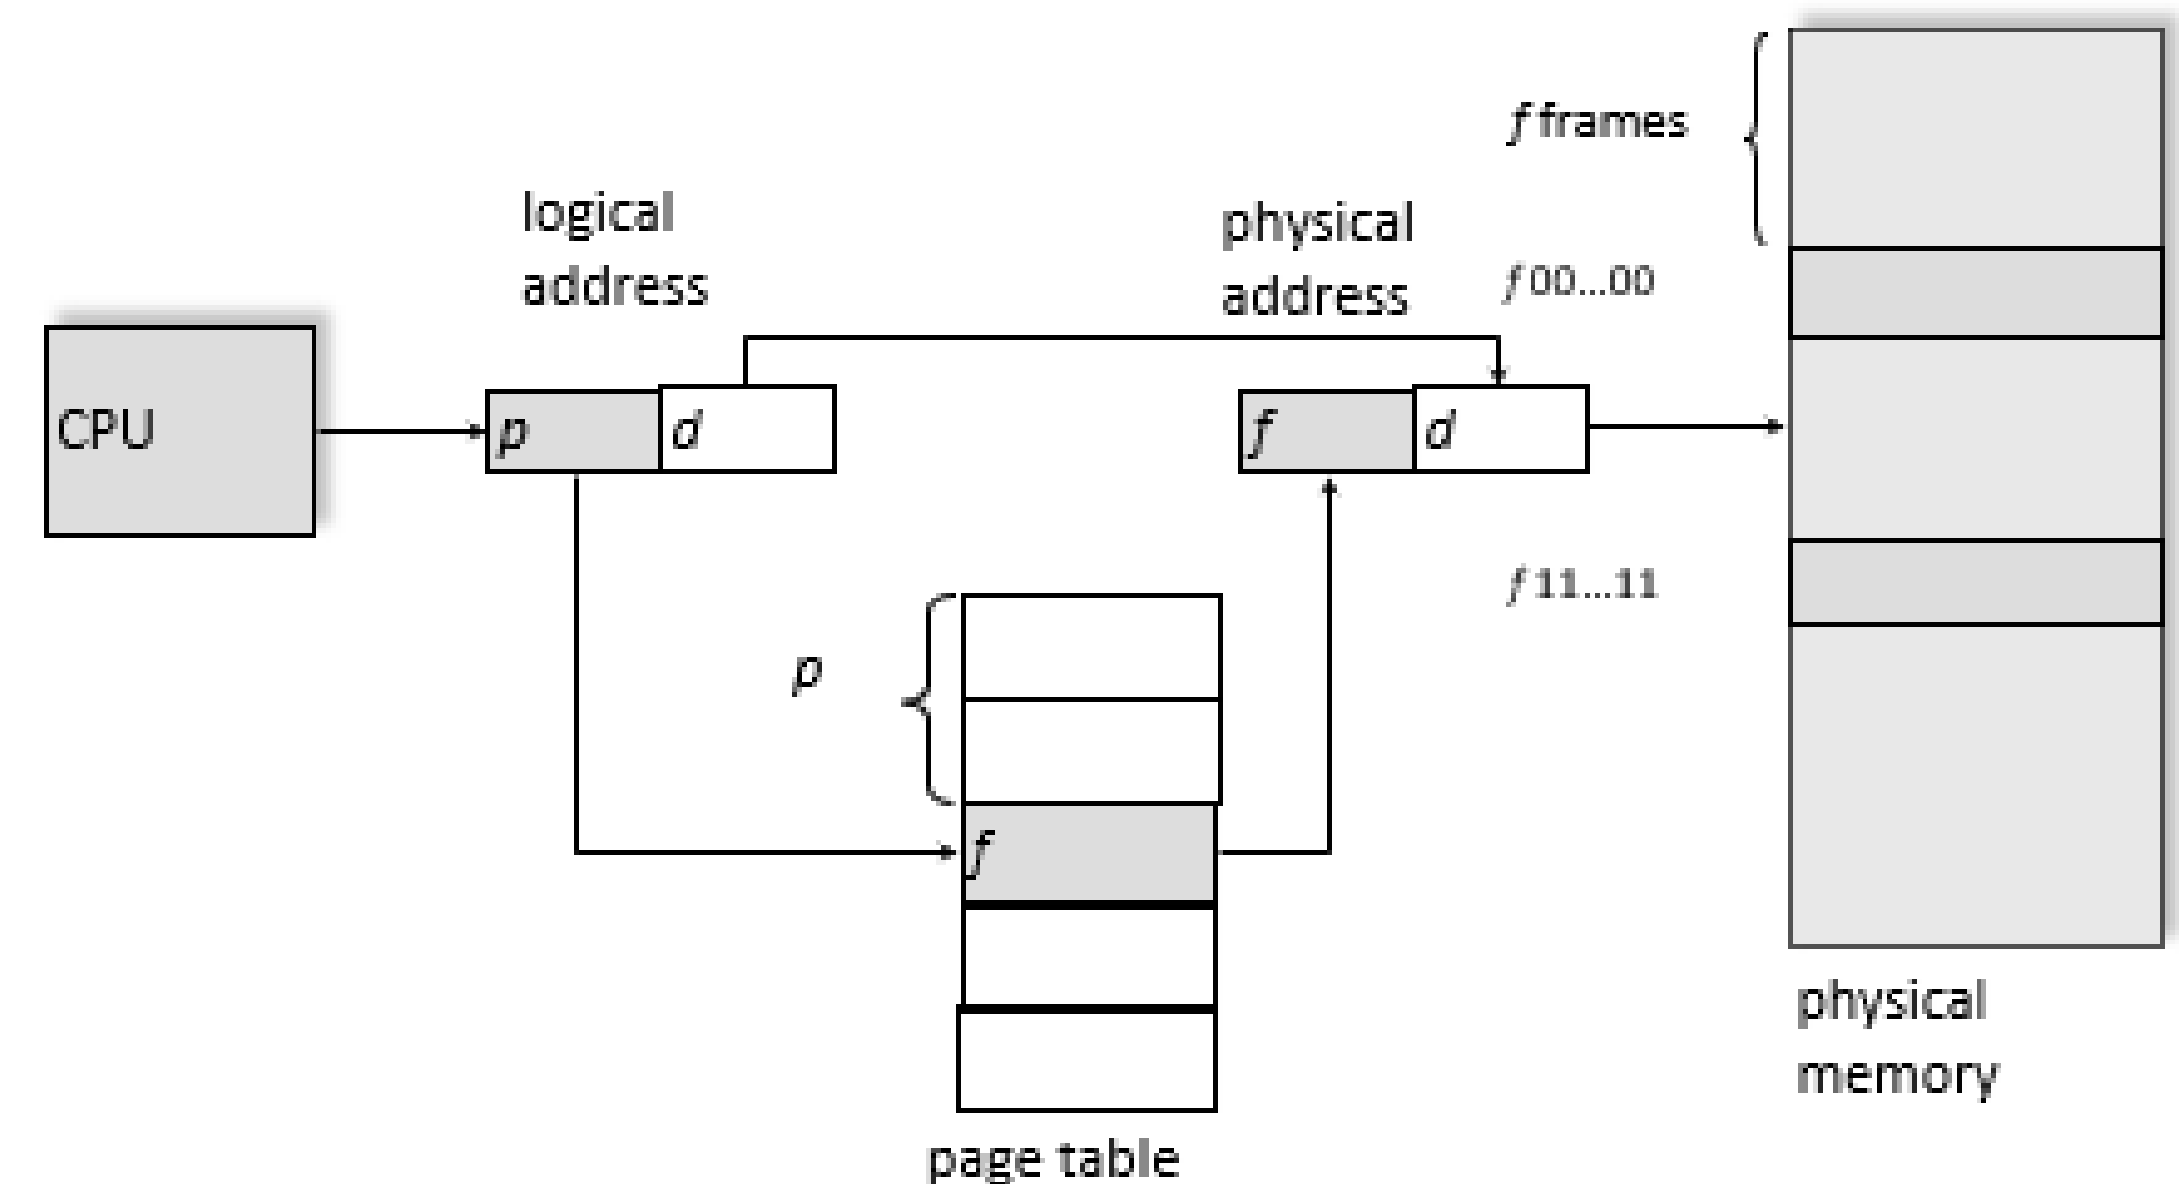 f frames
logical
address
physical
address
f 00...00
CPU
p
d
f
d
f 11...11
p
f
physical
memory
page table